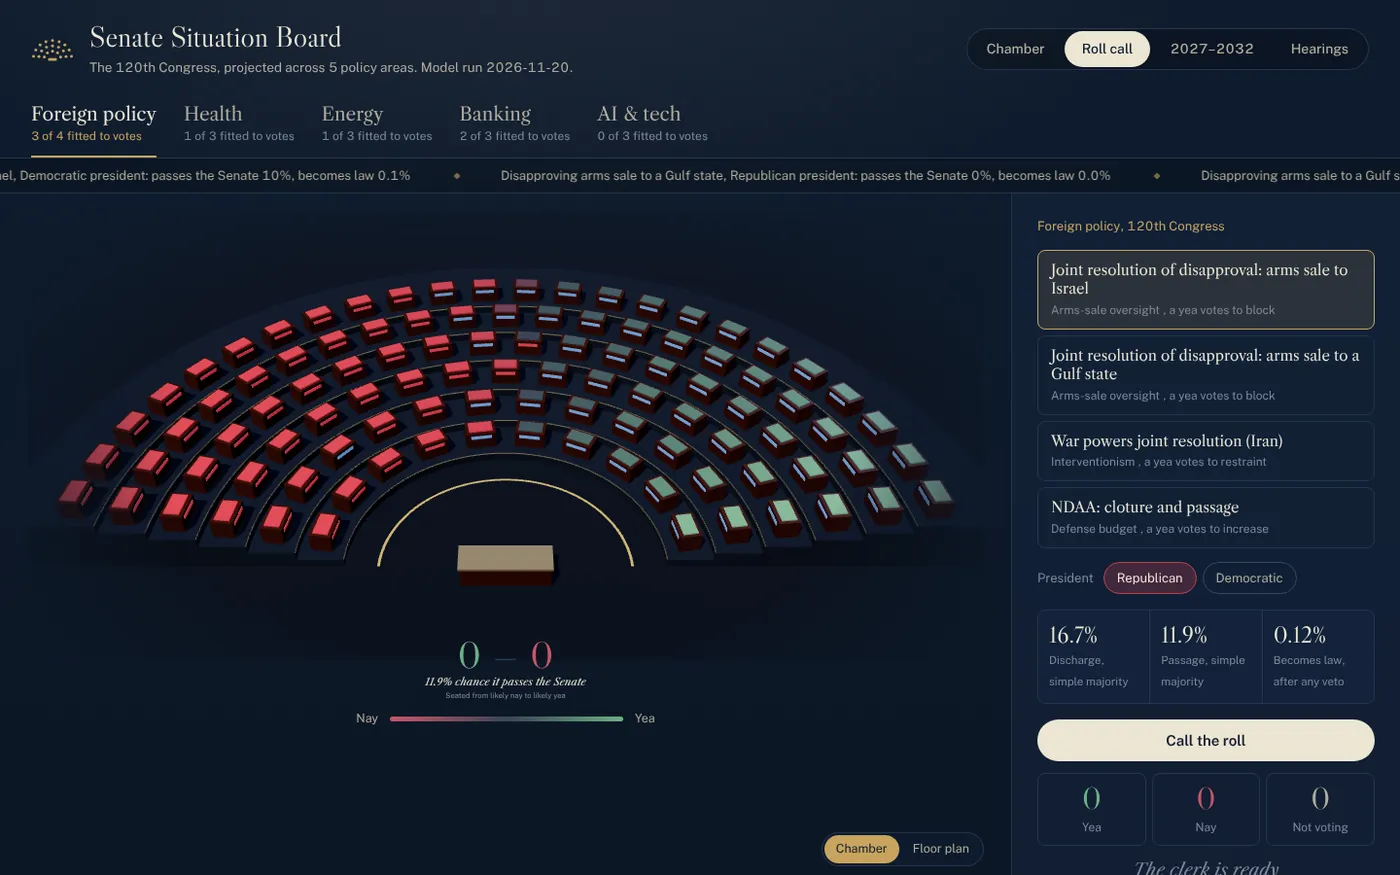 Senate Situation Board
The 120th Congress, projected across 5 policy areas. Model run 2026-11-20.
Chamber
Roll call
2027–2032
Hearings
Foreign policy
3 of 4 fitted to votes
Health
1 of 3 fitted to votes
Energy
1 of 3 fitted to votes
Banking
2 of 3 fitted to votes
AI & tech
0 of 3 fitted to votes
el, Democratic president: passes the Senate 10%, becomes law 0.1%
Disapproving arms sale to a Gulf state, Republican president: passes the Senate 0%, becomes law 0.0%
Disapproving arms sale to a Gulf s
0 — 0
11.9% chance it passes the Senate
Seated from likely nay to likely yea
Nay
Yea
Chamber
Floor plan
Foreign policy, 120th Congress
Joint resolution of disapproval: arms sale to
Israel
Arms-sale oversight , a yea votes to block
Joint resolution of disapproval: arms sale to a
Gulf state
Arms-sale oversight , a yea votes to block
War powers joint resolution (Iran)
Interventionism , a yea votes to restraint
NDAA: cloture and passage
Defense budget , a yea votes to increase
President
Republican
Democratic
16.7%
Discharge,
simple majority
11.9%
Passage, simple
majority
0.12%
Becomes law,
after any veto
Call the roll
0
Yea
0
Nay
0
Not voting
The clerk is ready